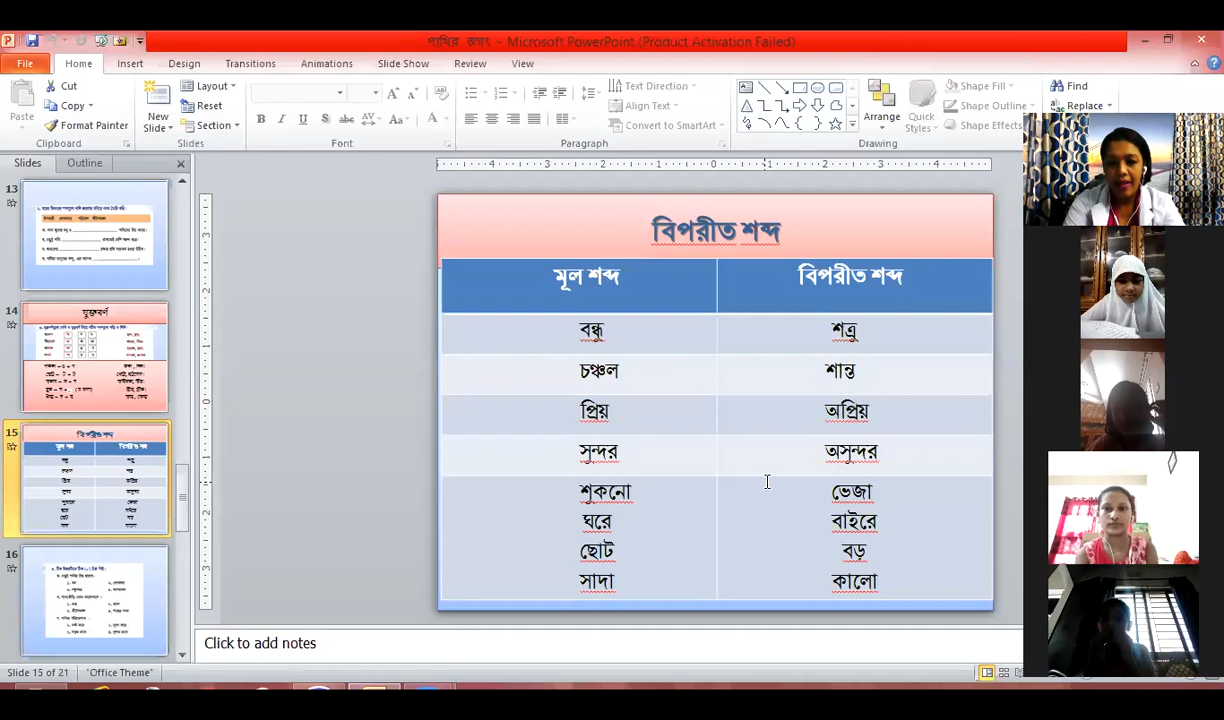 পাখির জগৎ - Microsoft PowerPoint (Product Activation Failed)
File Home Insert Design Transitions Animations Slide Show Review View
Paste Cut Copy Format Painter Clipboard
New Slide Layout Reset Section Slides
Font
Text Direction Align Text Convert to SmartArt Paragraph
Arrange Quick Styles Shape Fill Shape Outline Shape Effects Drawing
Find Replace
Slides Outline
13
14
যুক্তবর্ণ
15
বিপরীত শব্দ
16
বিপরীত শব্দ
মূল শব্দ বিপরীত শব্দ
বন্ধু শত্রু
চঞ্চল শান্ত
প্রিয় অপ্রিয়
সুন্দর অসুন্দর
শুকনো ভেজা
ঘরে বাইরে
ছোট বড়
সাদা কালো
Click to add notes
Slide 15 of 21 "Office Theme"